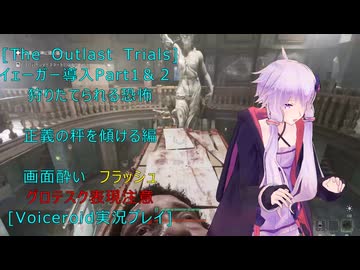 [The Outlast Trials]
イェーガー導入Part1＆２
狩りたてられる恐怖
正義の秤を傾ける編
画面酔い　フラッシュ
グロテスク表現注意
[Voiceroid実況プレイ]